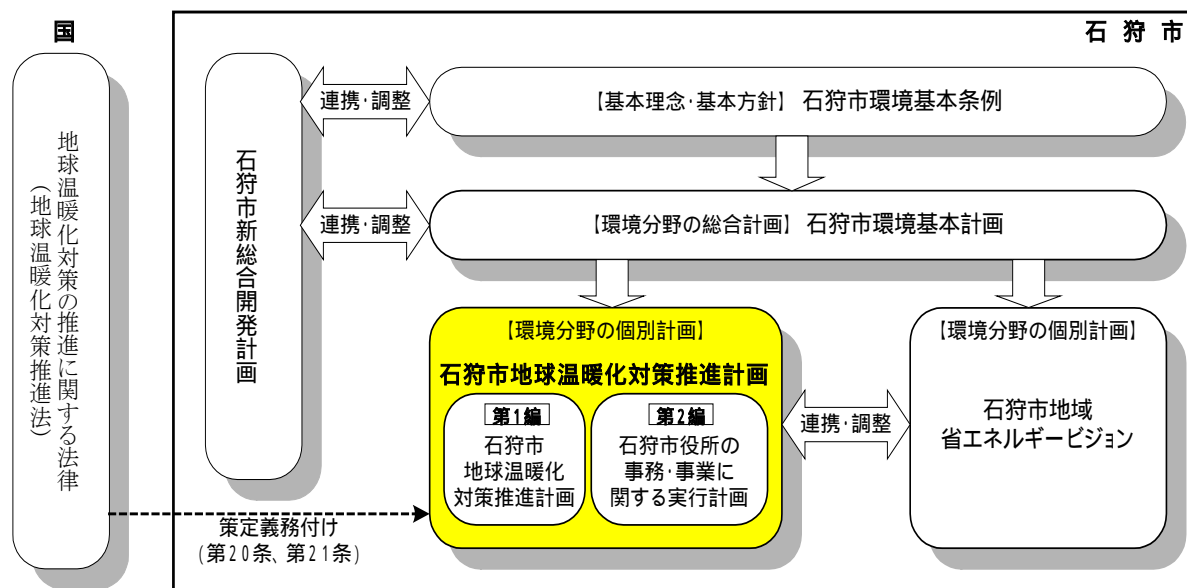 国
石狩市
地球温暖化対策の推進に関する法律
(地球温暖化対策推進法)
石狩市新総合開発計画
連携・調整
【基本理念・基本方針】 石狩市環境基本条例
連携・調整
【環境分野の総合計画】 石狩市環境基本計画
【環境分野の個別計画】
石狩市地球温暖化対策推進計画
第1編
石狩市
地球温暖化
対策推進計画
第2編
石狩市役所の
事務・事業に
関する実行計画
連携・調整
【環境分野の個別計画】
石狩市地域
省エネルギービジョン
策定義務付け
(第20条、第21条)